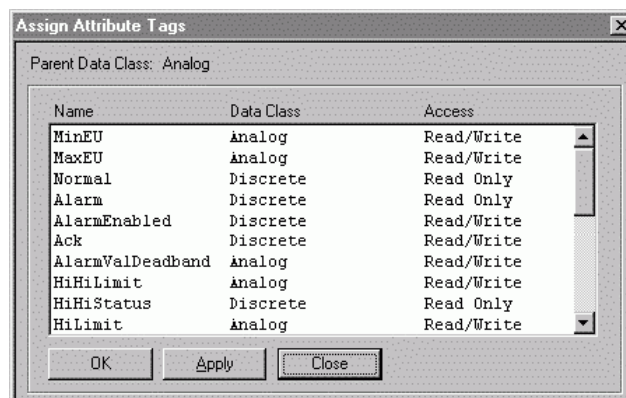 Assign Attribute Tags
Parent Data Class: Analog
Name Data Class Access
MinEU Analog Read/Write
MaxEU Analog Read/Write
Normal Discrete Read Only
Alarm Discrete Read Only
AlarmEnabled Discrete Read/Write
Ack Discrete Read/Write
AlarmValDeadband Analog Read/Write
HiHiLimit Analog Read/Write
HiHiStatus Discrete Read Only
HiLimit Analog Read/Write
OK Apply Close